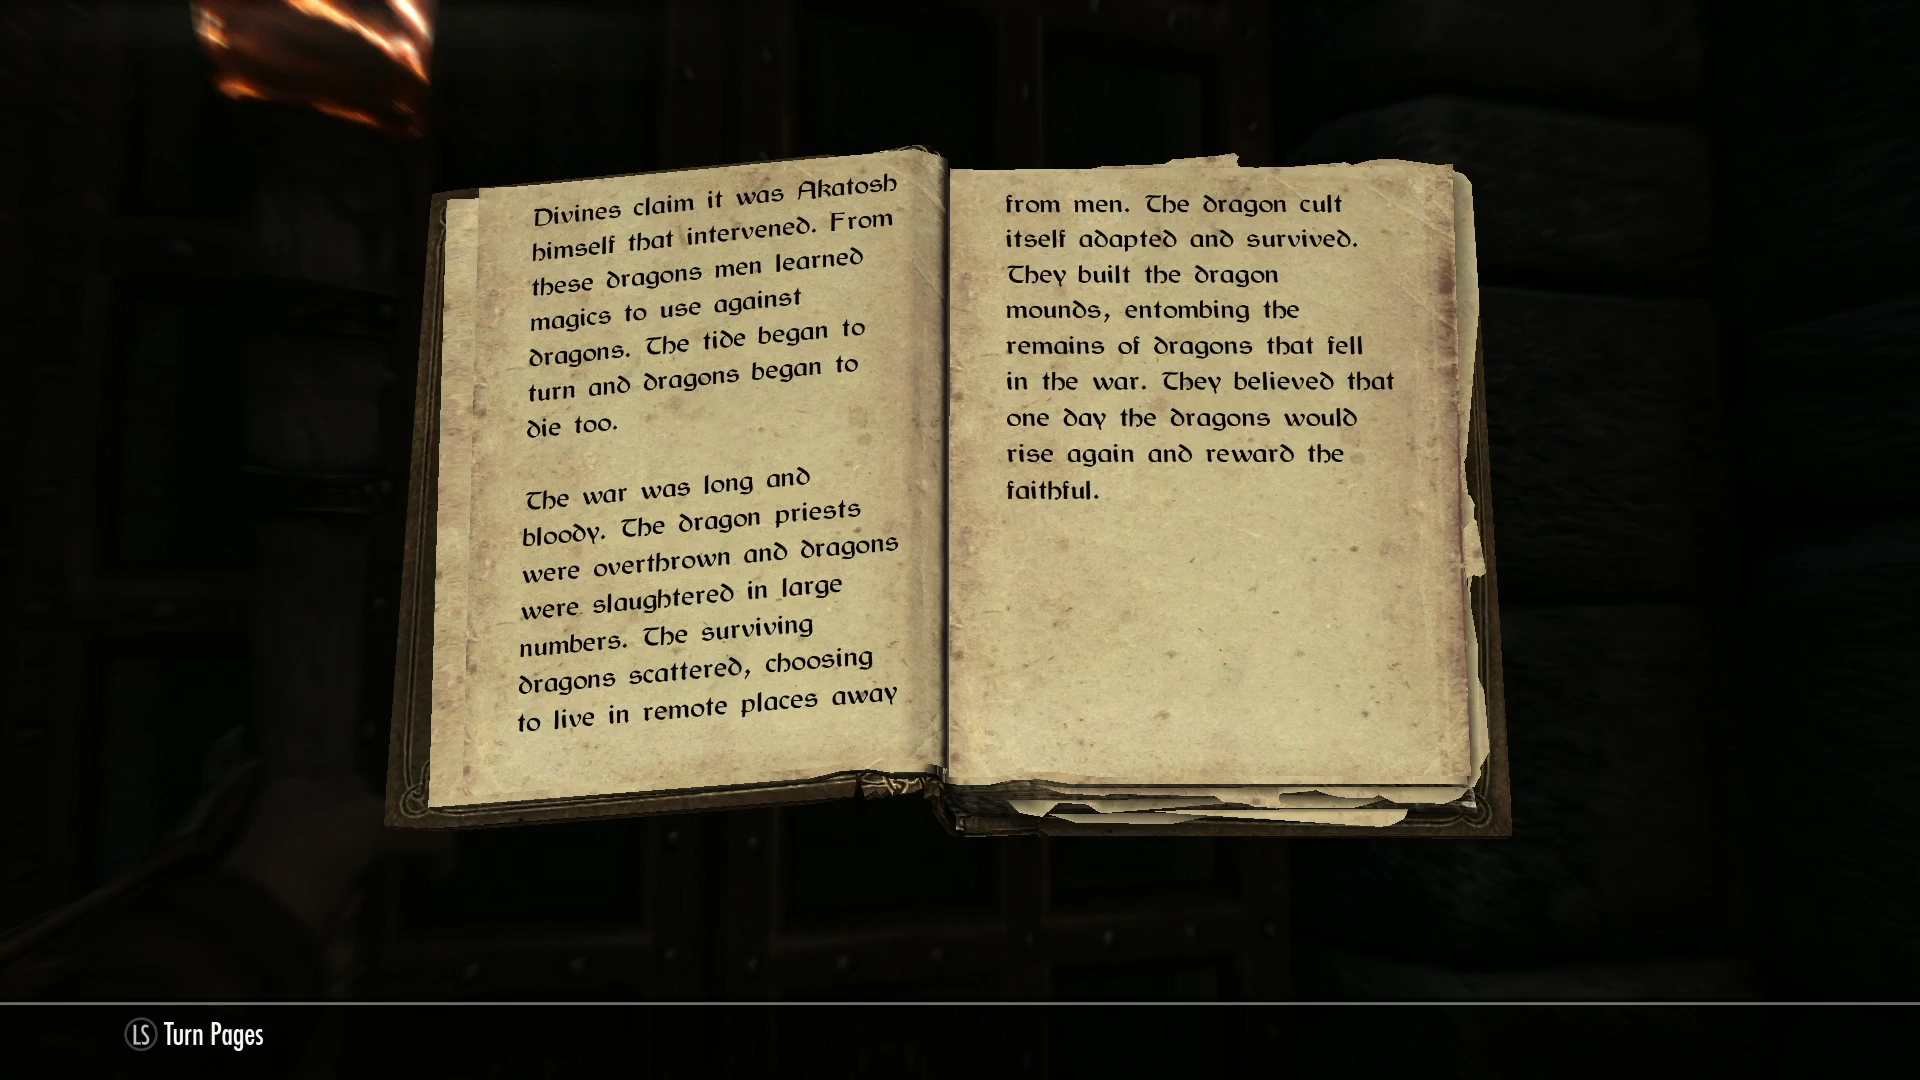 Divines claim it was Akatosh
himself that intervened. From
these dragons men learned
magics to use against
dragons. The tide began to
turn and dragons began to
die too.
The war was long and
bloody. The dragon priests
were overthrown and dragons
were slaughtered in large
numbers. The surviving
dragons scattered, choosing
to live in remote places away
from men. The dragon cult
itself adapted and survived.
They built the dragon
mounds, entombing the
remains of dragons that fell
in the war. They believed that
one day the dragons would
rise again and reward the
faithful.
LS Turn Pages